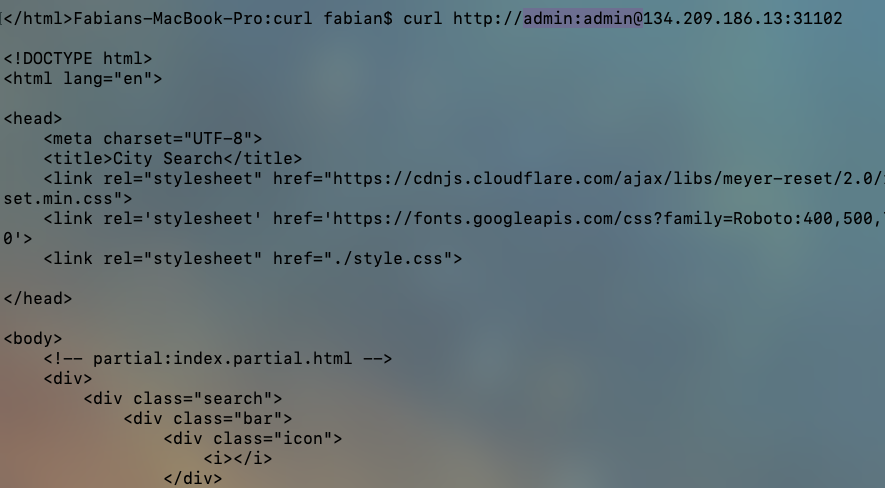 </html>Fabians-MacBook-Pro:curl fabian$ curl http://admin:admin@134.209.186.13:31102
<!DOCTYPE html>
<html lang="en">
<head>
    <meta charset="UTF-8">
    <title>City Search</title>
    <link rel="stylesheet" href="https://cdnjs.cloudflare.com/ajax/libs/meyer-reset/2.0/
set.min.css">
    <link rel='stylesheet' href='https://fonts.googleapis.com/css?family=Roboto:400,500,
0'>
    <link rel="stylesheet" href="./style.css">
</head>
<body>
    <!-- partial:index.partial.html -->
    <div>
        <div class="search">
            <div class="bar">
                <div class="icon">
                    <i></i>
                </div>